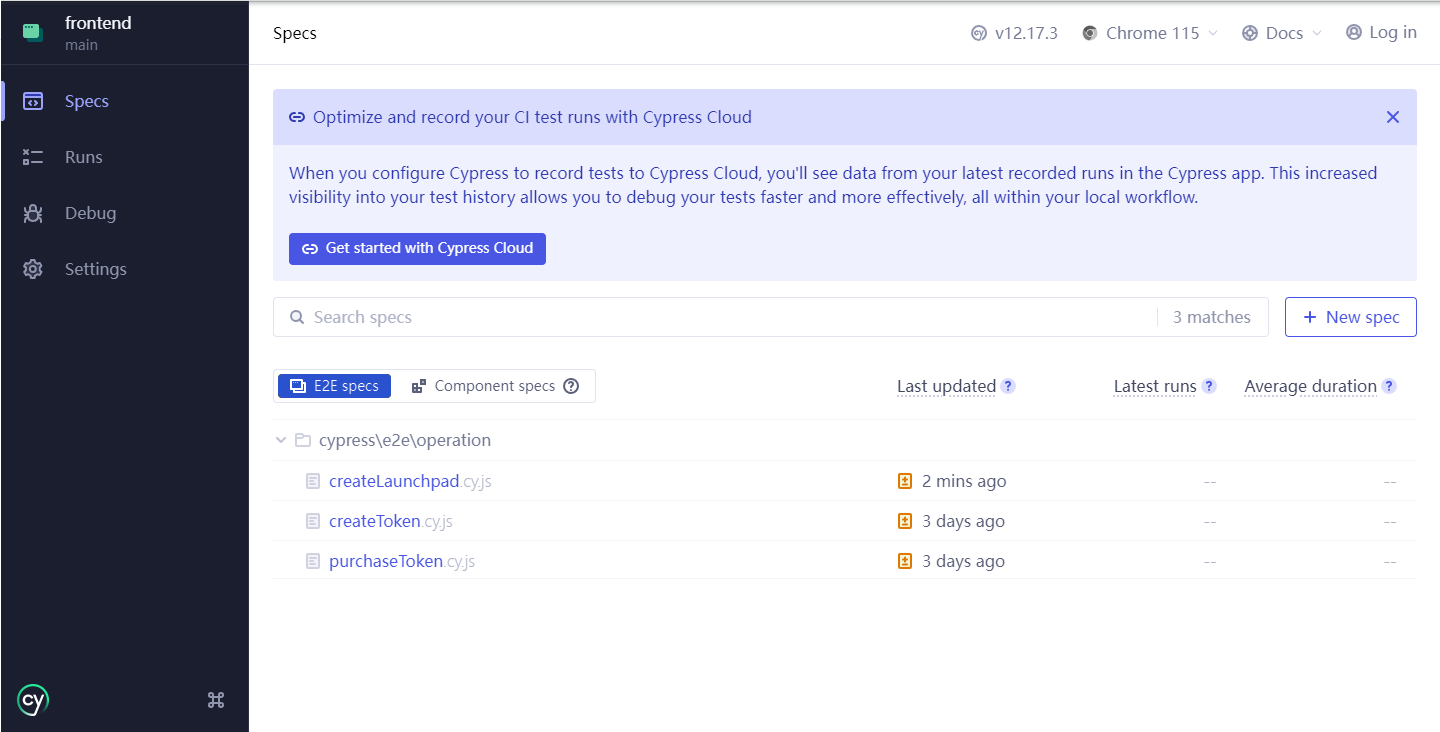 frontend
main
Specs
Runs
Debug
Settings
cy
Specs
v12.17.3
Chrome 115
Docs
Log in
Optimize and record your CI test runs with Cypress Cloud
When you configure Cypress to record tests to Cypress Cloud, you'll see data from your latest recorded runs in the Cypress app. This increased
visibility into your test history allows you to debug your tests faster and more effectively, all within your local workflow.
Get started with Cypress Cloud
Search specs
3 matches
+ New spec
E2E specs
Component specs ?
Last updated ?
Latest runs ?
Average duration ?
cypress\e2e\operation
createLaunchpad.cy.js 2 mins ago -- --
createToken.cy.js 3 days ago -- --
purchaseToken.cy.js 3 days ago -- --